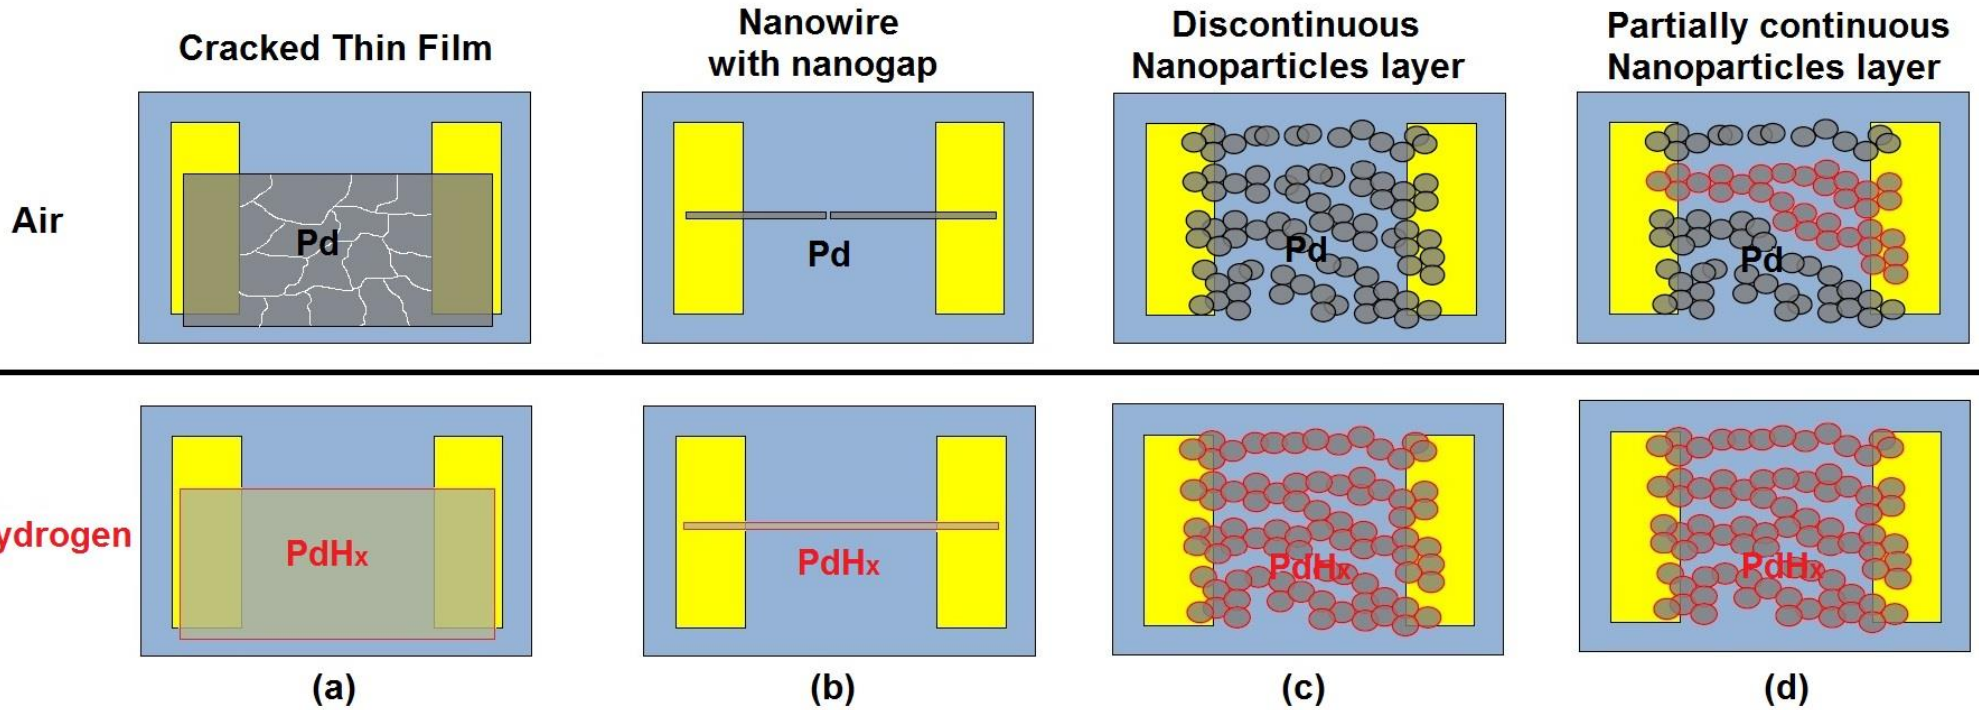 Cracked Thin Film
Nanowire
with nanogap
Discontinuous
Nanoparticles layer
Partially continuous
Nanoparticles layer
Air
Pd
Pd
Pd
Pd
ydrogen
PdHx
PdHx
PdHx
PdHx
(a)
(b)
(c)
(d)